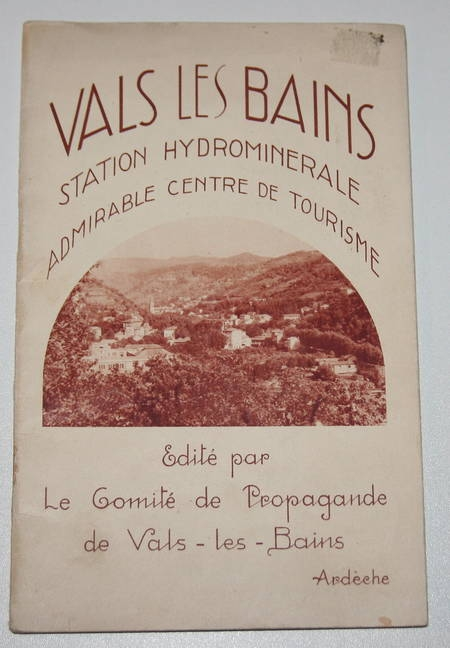 VALS LES BAINS
STATION HYDROMINERALE
ADMIRABLE CENTRE DE TOURISME
Edité par
Le Comité de Propagande
de Vals-les-Bains
Ardèche